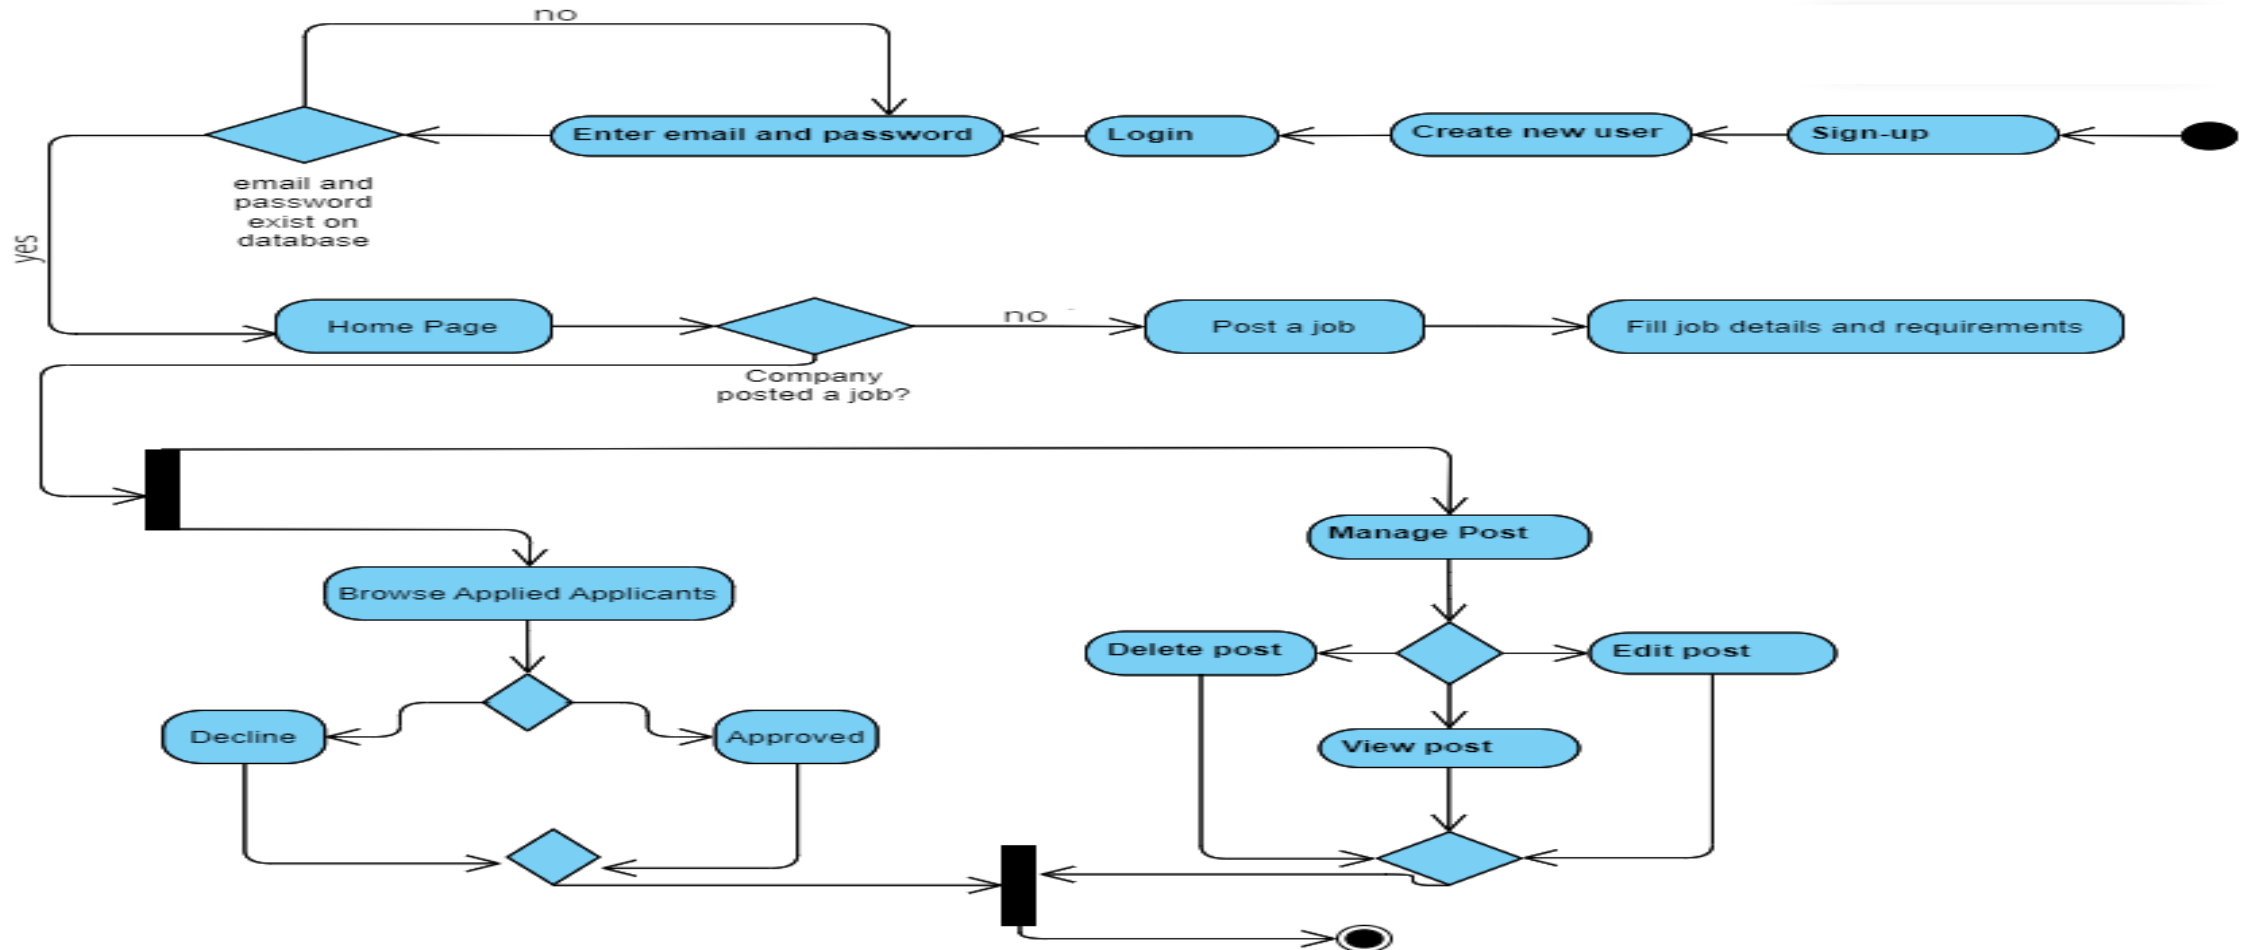 no
Enter email and password
Login
Create new user
Sign-up
email and
password
exist on
database
yes
Home Page
no
Post a job
Fill job details and requirements
Company
posted a job?
Manage Post
Browse Applied Applicants
Delete post
Edit post
Decline
Approved
View post